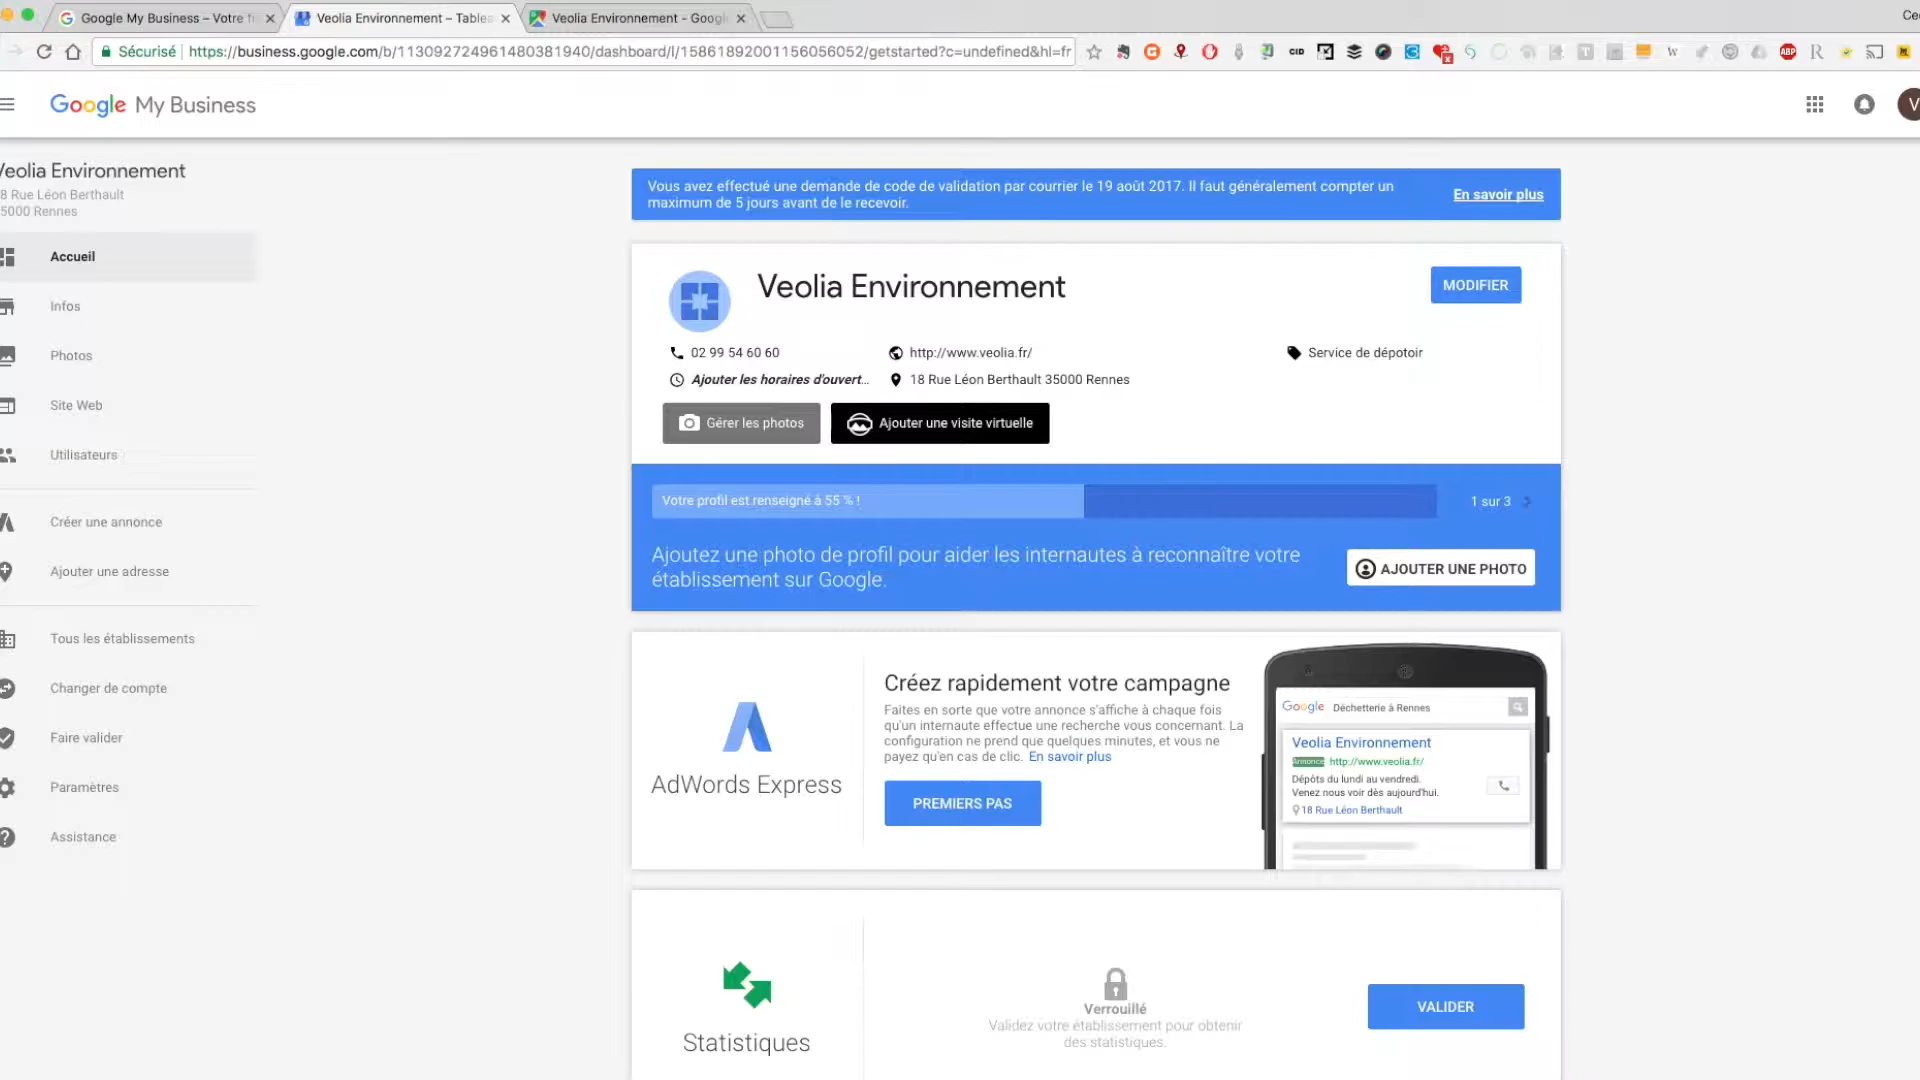 Google My Business – Votre fi
Veolia Environnement – Tablea
Veolia Environnement - Googl
Sécurisé
https://business.google.com/b/113092724961480381940/dashboard/l/15861892001156056052/getstarted?c=undefined&hl=fr
Google My Business
V
Veolia Environnement
8 Rue Léon Berthault
5000 Rennes
Accueil
Infos
Photos
Site Web
Utilisateurs
Créer une annonce
Ajouter une adresse
Tous les établissements
Changer de compte
Faire valider
Paramètres
Assistance
Vous avez effectué une demande de code de validation par courrier le 19 août 2017. Il faut généralement compter un
maximum de 5 jours avant de le recevoir.
En savoir plus
Veolia Environnement
MODIFIER
02 99 54 60 60
http://www.veolia.fr/
Service de dépotoir
Ajouter les horaires d'ouvert...
18 Rue Léon Berthault 35000 Rennes
Gérer les photos
Ajouter une visite virtuelle
Votre profil est renseigné à 55 % !
1 sur 3
Ajoutez une photo de profil pour aider les internautes à reconnaître votre
établissement sur Google.
AJOUTER UNE PHOTO
AdWords Express
Créez rapidement votre campagne
Faites en sorte que votre annonce s'affiche à chaque fois
qu'un internaute effectue une recherche vous concernant. La
configuration ne prend que quelques minutes, et vous ne
payez qu'en cas de clic. En savoir plus
PREMIERS PAS
Google Déchetterie à Rennes
Veolia Environnement
Annonce http://www.veolia.fr/
Dépôts du lundi au vendredi.
Venez nous voir dès aujourd'hui.
18 Rue Léon Berthault
Statistiques
Verrouillé
Validez votre établissement pour obtenir
des statistiques.
VALIDER